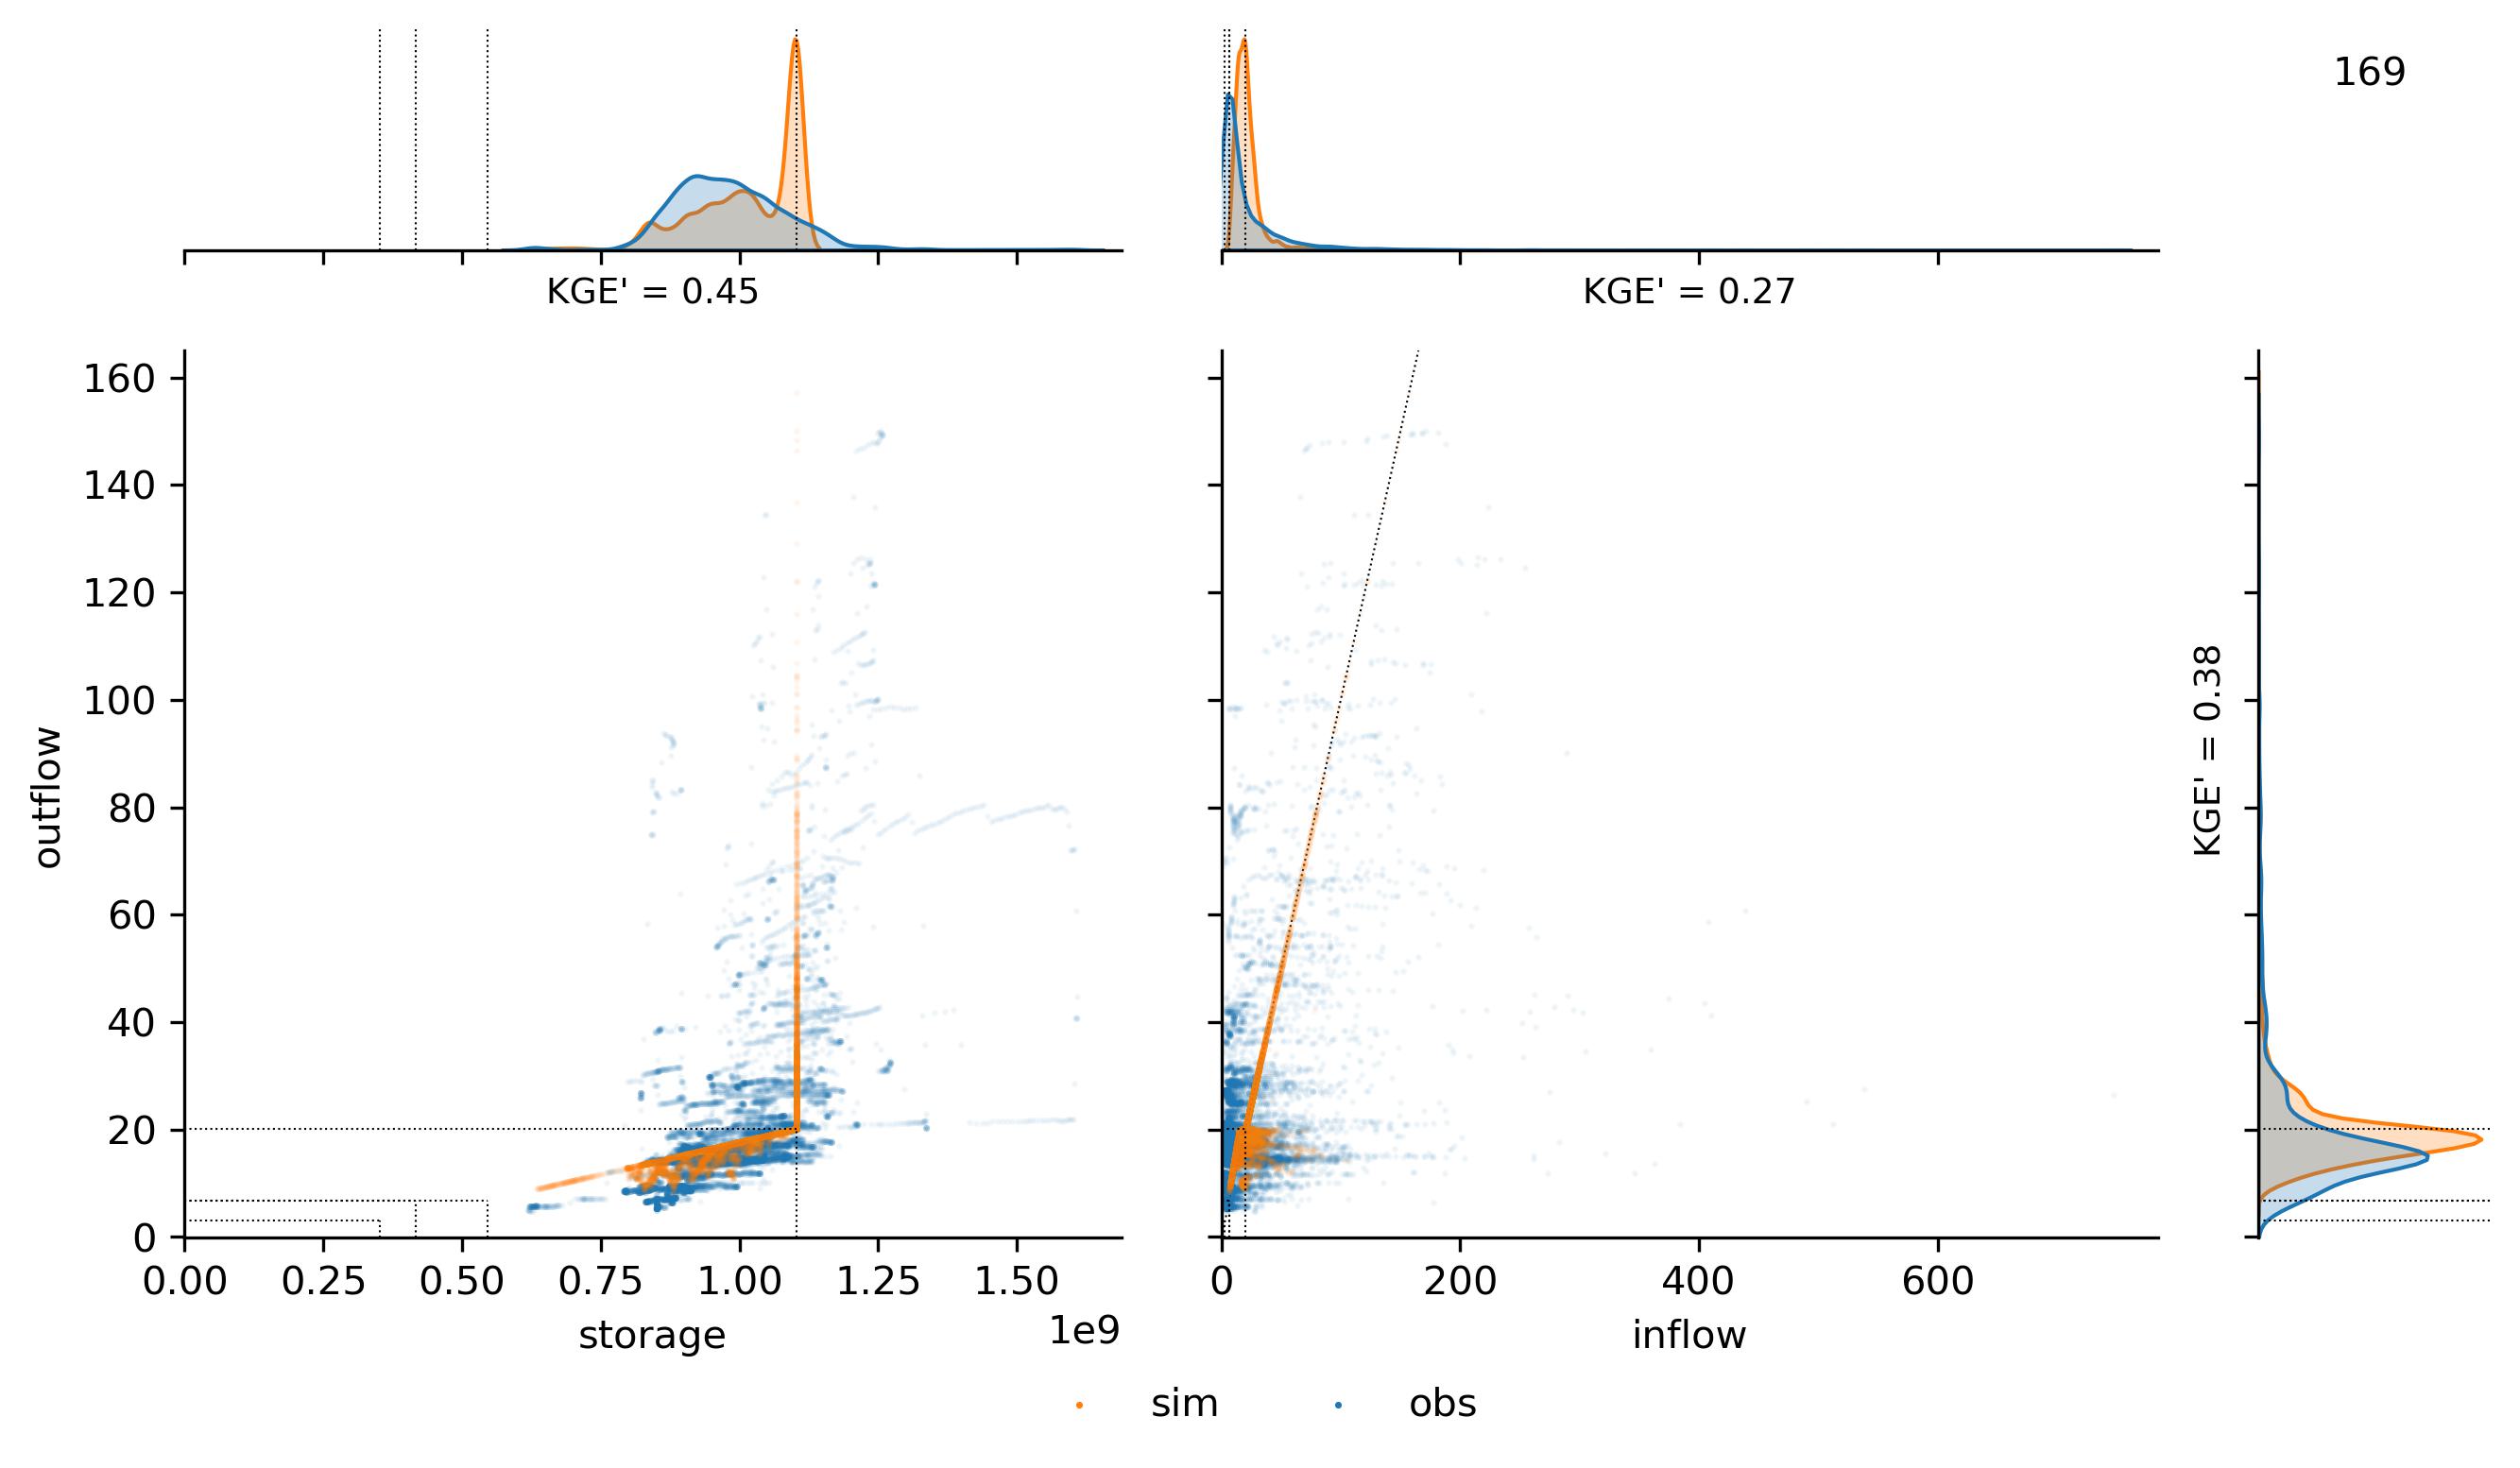 169
KGE' = 0.45
KGE' = 0.27
160
140
120
100
80
60
40
20
0
outflow
KGE' = 0.38
0.00 0.25 0.50 0.75 1.00 1.25 1.50
0 200 400 600
storage
1e9
inflow
sim obs